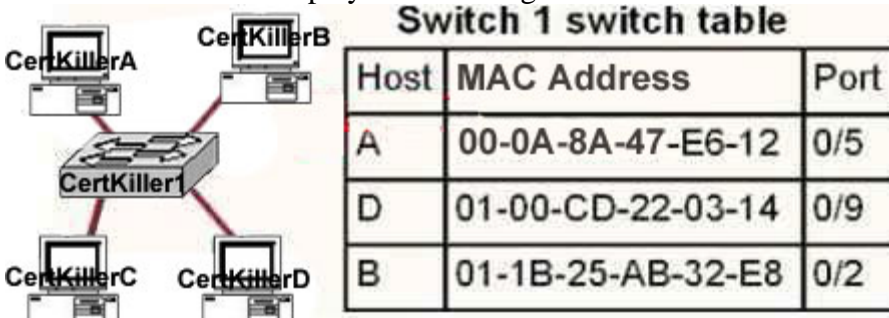 Switch 1 switch table
CertKillerA
CertKillerB
CertKiller1
CertKillerC
CertKillerD
Host MAC Address Port
A 00-0A-8A-47-E6-12 0/5
D 01-00-CD-22-03-14 0/9
B 01-1B-25-AB-32-E8 0/2